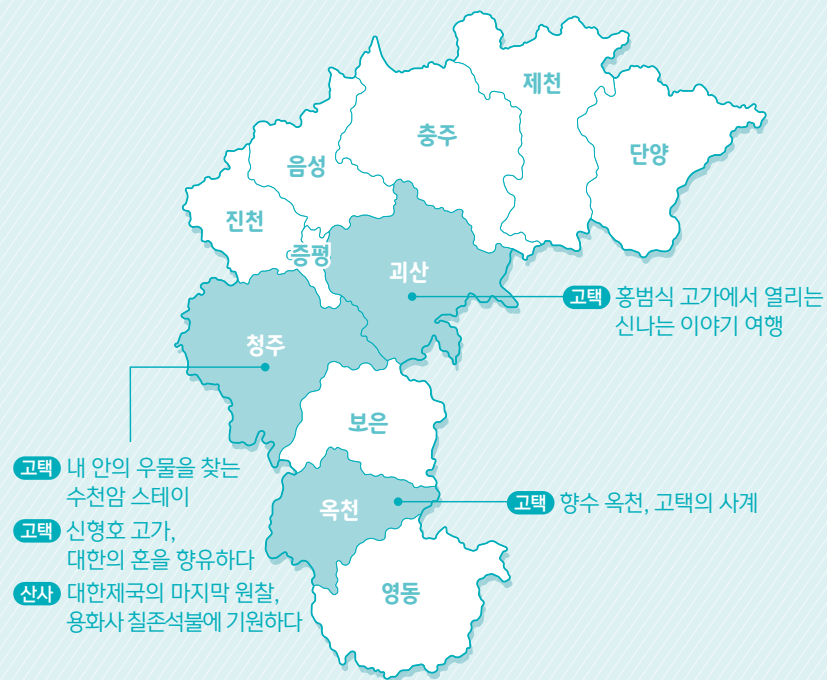 제천
충주
단양
음성
진천
증평
괴산
고택 홍범식 고가에서 열리는
신나는 이야기 여행
청주
보은
고택 내 안의 우물을 찾는
수천암 스테이
옥천
고택 향수 옥천, 고택의 사계
고택 신형호 고가,
대한의 혼을 향유하다
산사 대한제국의 마지막 원찰,
용화사 칠존석불에 기원하다
영동